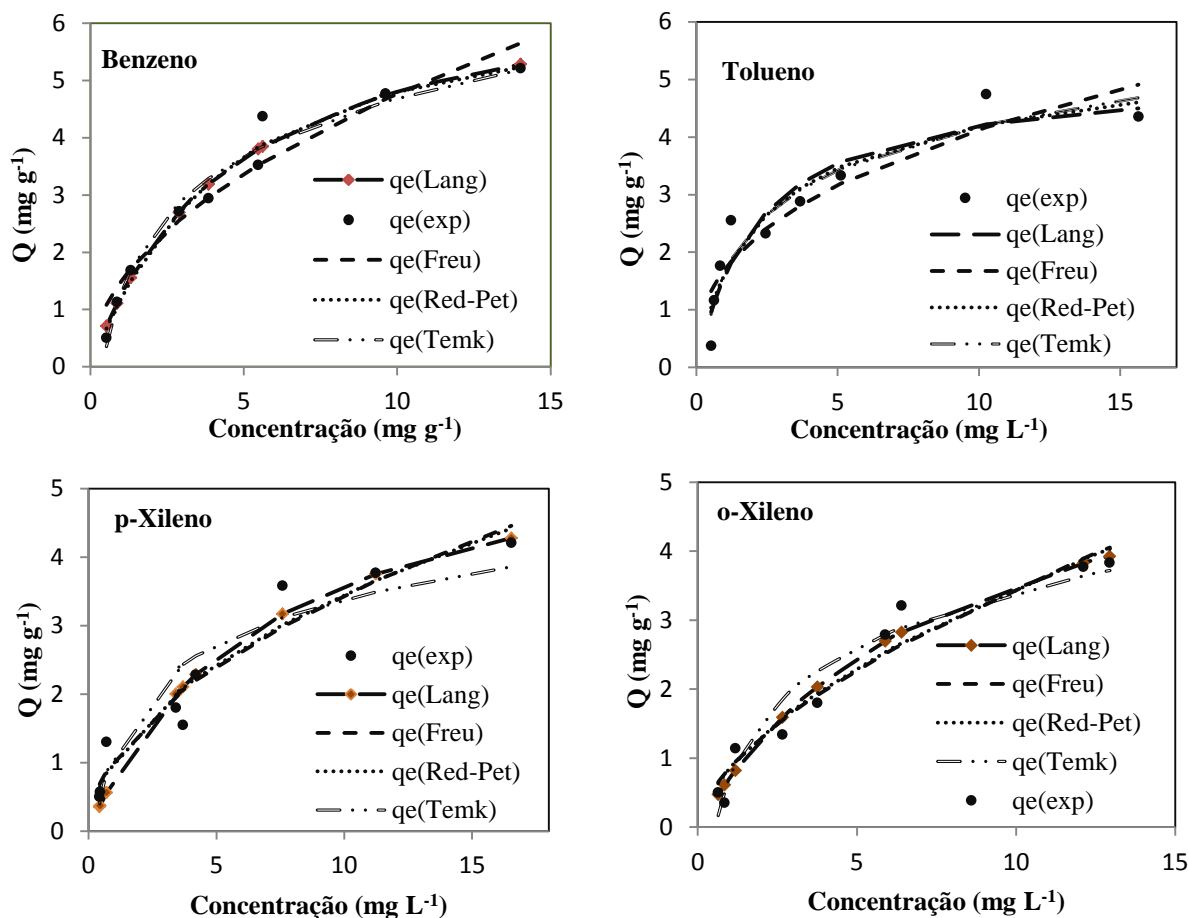 Benzeno
Q (mg g⁻¹)
6
5
4
3
2
1
0
qe(Lang)
qe(exp)
qe(Freu)
qe(Red-Pet)
qe(Temk)
0 5 10 15
Concentração (mg g⁻¹)
Tolueno
Q (mg g⁻¹)
6
5
4
3
2
1
0
qe(exp)
qe(Lang)
qe(Freu)
qe(Red-Pet)
qe(Temk)
0 5 10 15
Concentração (mg L⁻¹)
p-Xileno
Q (mg g⁻¹)
5
4
3
2
1
0
qe(exp)
qe(Lang)
qe(Freu)
qe(Red-Pet)
qe(Temk)
0 5 10 15
Concentração (mg L⁻¹)
o-Xileno
Q (mg g⁻¹)
5
4
3
2
1
0
qe(Lang)
qe(Freu)
qe(Red-Pet)
qe(Temk)
qe(exp)
0 5 10 15
Concentração (mg L⁻¹)